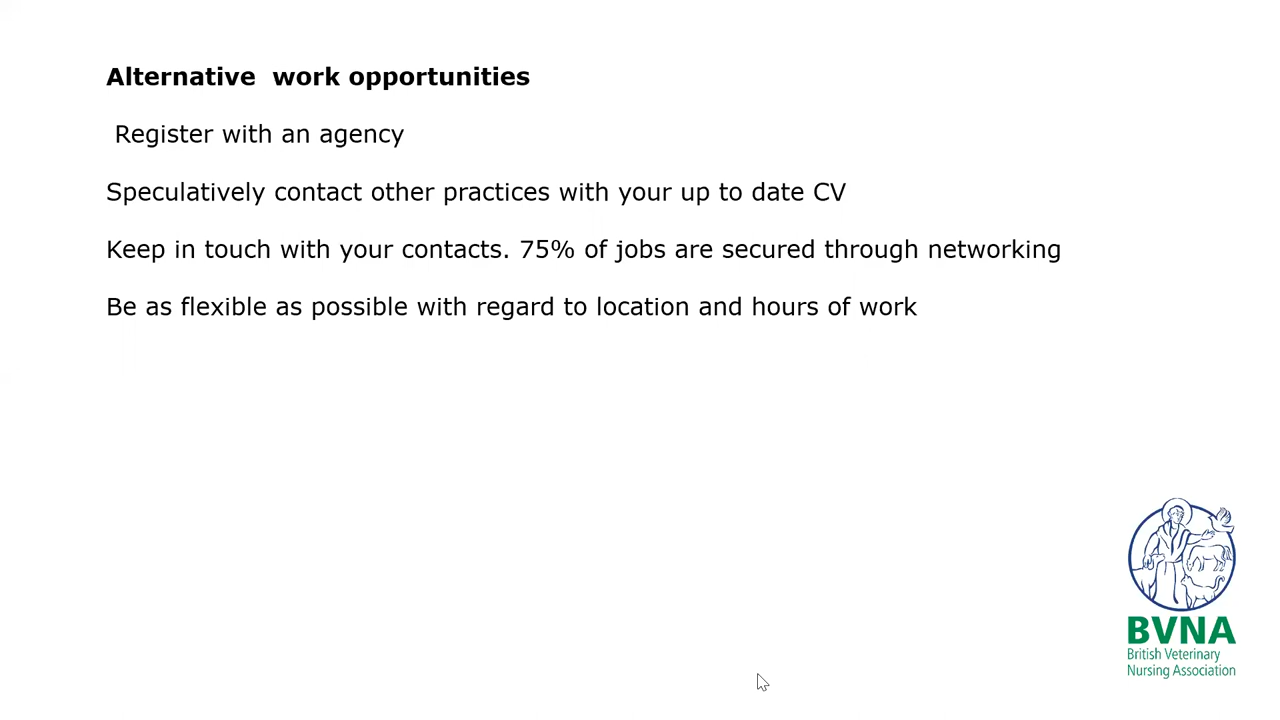 Alternative  work opportunities
Register with an agency
Speculatively contact other practices with your up to date CV
Keep in touch with your contacts. 75% of jobs are secured through networking
Be as flexible as possible with regard to location and hours of work
BVNA
British Veterinary
Nursing Association